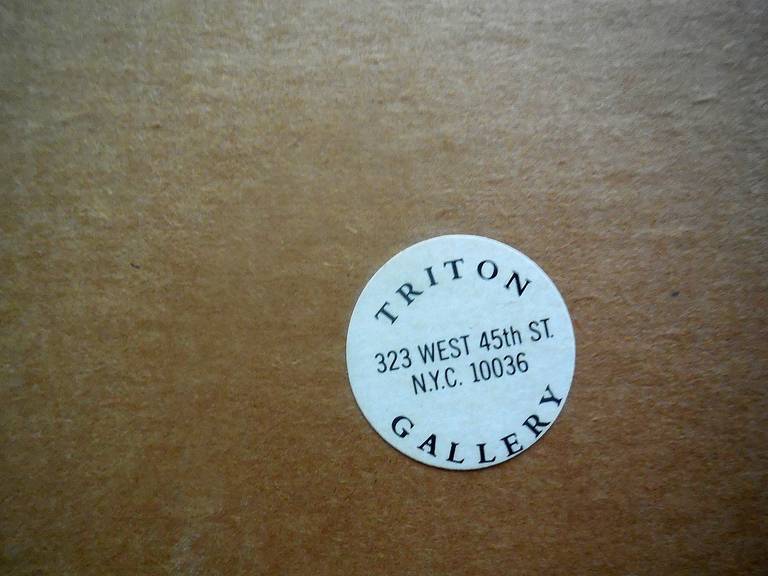 TRITON
323 WEST 45th ST.
N.Y.C. 10036
GALLERY